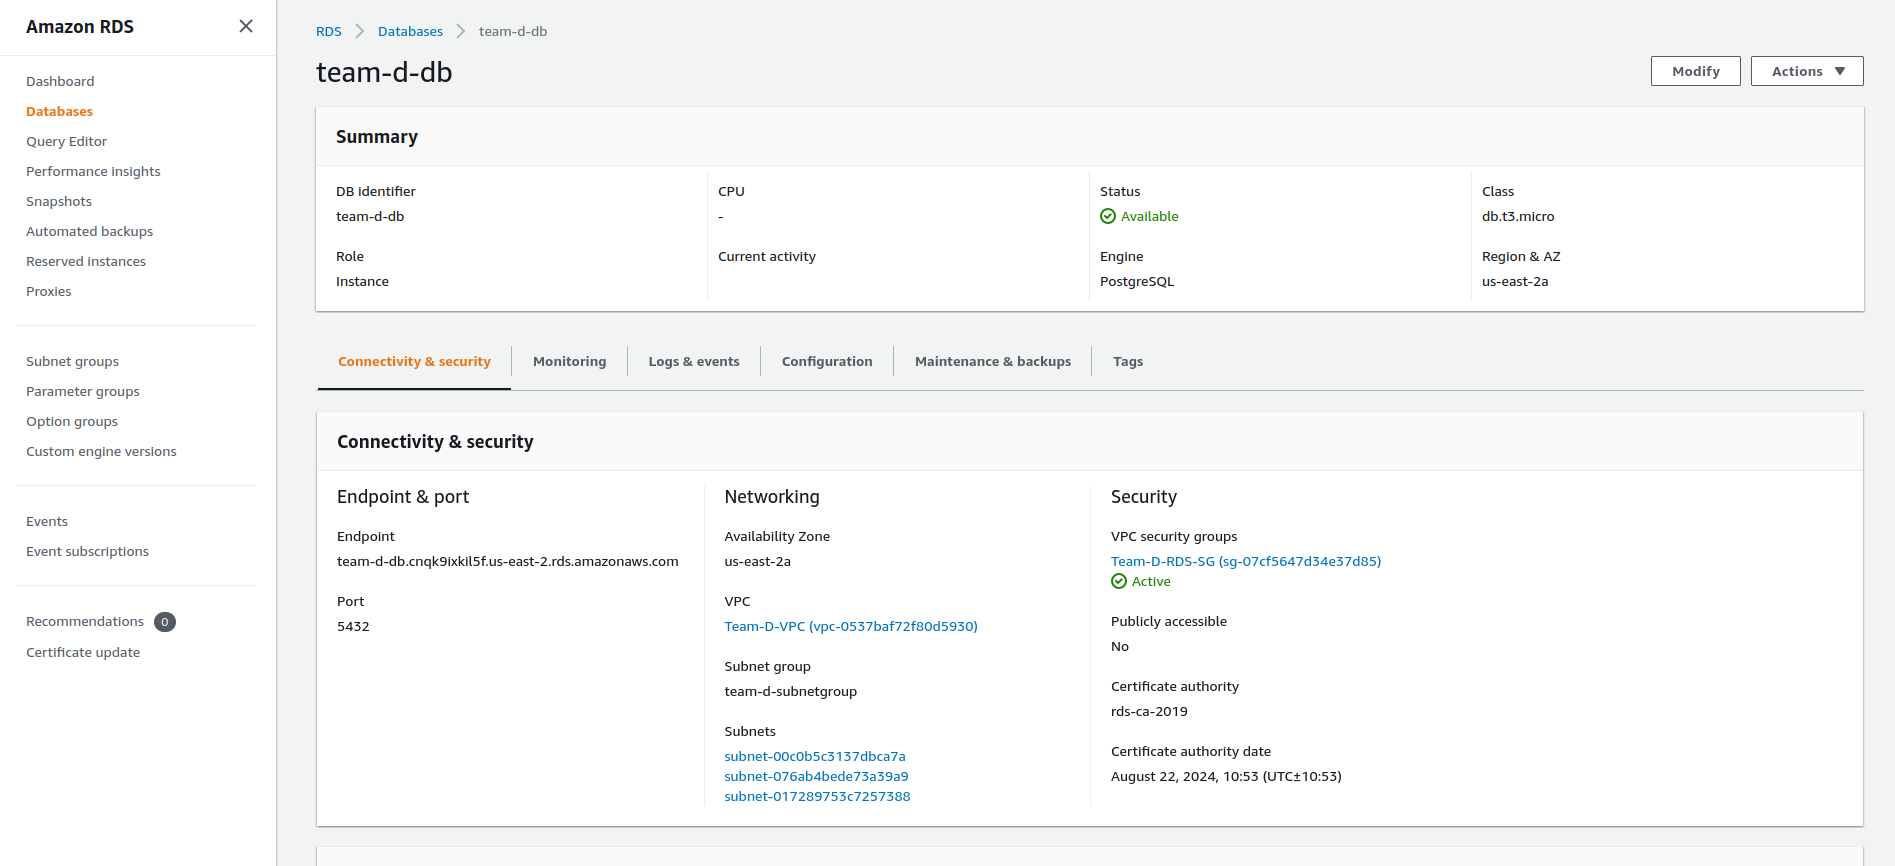 Amazon RDS
Dashboard
Databases
Query Editor
Performance insights
Snapshots
Automated backups
Reserved instances
Proxies
Subnet groups
Parameter groups
Option groups
Custom engine versions
Events
Event subscriptions
Recommendations 0
Certificate update
RDS Databases team-d-db
team-d-db
Modify Actions
Summary
DB identifier
team-d-db
Role
Instance
CPU
-
Current activity
Status
Available
Engine
PostgreSQL
Class
db.t3.micro
Region & AZ
us-east-2a
Connectivity & security Monitoring Logs & events Configuration Maintenance & backups Tags
Connectivity & security
Endpoint & port
Endpoint
team-d-db.cnqk9ixkil5f.us-east-2.rds.amazonaws.com
Port
5432
Networking
Availability Zone
us-east-2a
VPC
Team-D-VPC (vpc-0537baf72f80d5930)
Subnet group
team-d-subnetgroup
Subnets
subnet-00c0b5c3137dbca7a
subnet-076ab4bede73a39a9
subnet-017289753c7257388
Security
VPC security groups
Team-D-RDS-SG (sg-07cf5647d34e37d85)
Active
Publicly accessible
No
Certificate authority
rds-ca-2019
Certificate authority date
August 22, 2024, 10:53 (UTC±10:53)